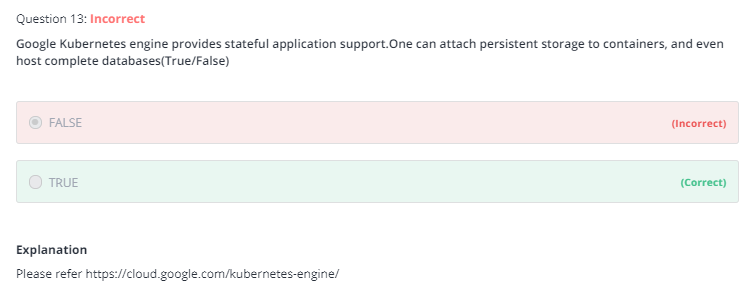 Question 13: Incorrect
Google Kubernetes engine provides stateful application support.One can attach persistent storage to containers, and even
host complete databases(True/False)
FALSE (Incorrect)
TRUE (Correct)
Explanation
Please refer https://cloud.google.com/kubernetes-engine/